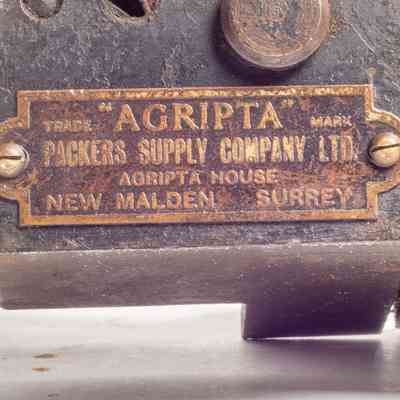 TRADE "AGRIPTA" MARK
PACKERS SUPPLY COMPANY, LTD.
AGRIPTA HOUSE
NEW MALDEN, SURREY